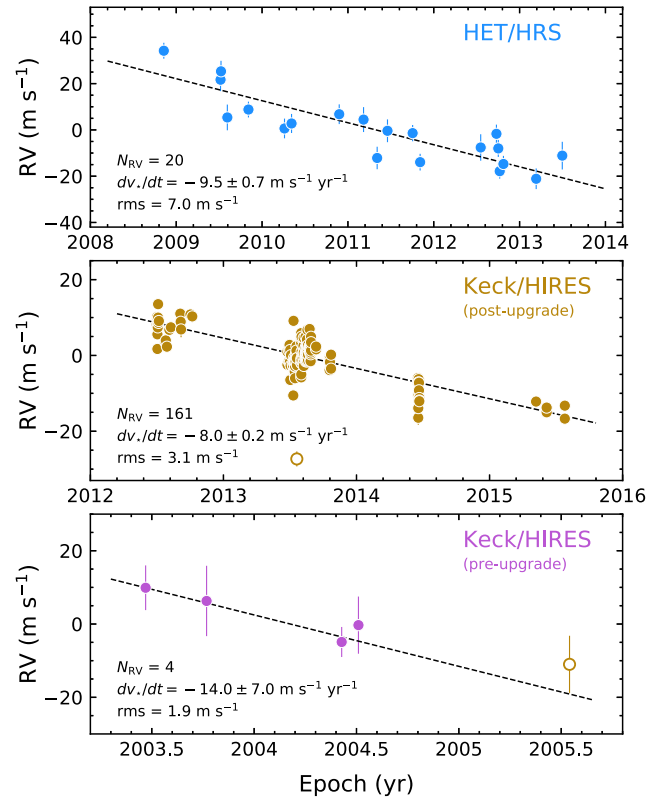 HET/HRS
RV (m s⁻¹)
40
20
0
−20
−40
N_RV = 20
dv⋆/dt = −9.5 ± 0.7 m s⁻¹ yr⁻¹
rms = 7.0 m s⁻¹
2008 2009 2010 2011 2012 2013 2014
Keck/HIRES
(post-upgrade)
RV (m s⁻¹)
20
0
−20
N_RV = 161
dv⋆/dt = −8.0 ± 0.2 m s⁻¹ yr⁻¹
rms = 3.1 m s⁻¹
2012 2013 2014 2015 2016
Keck/HIRES
(pre-upgrade)
RV (m s⁻¹)
20
0
−20
N_RV = 4
dv⋆/dt = −14.0 ± 7.0 m s⁻¹ yr⁻¹
rms = 1.9 m s⁻¹
2003.5 2004 2004.5 2005 2005.5
Epoch (yr)